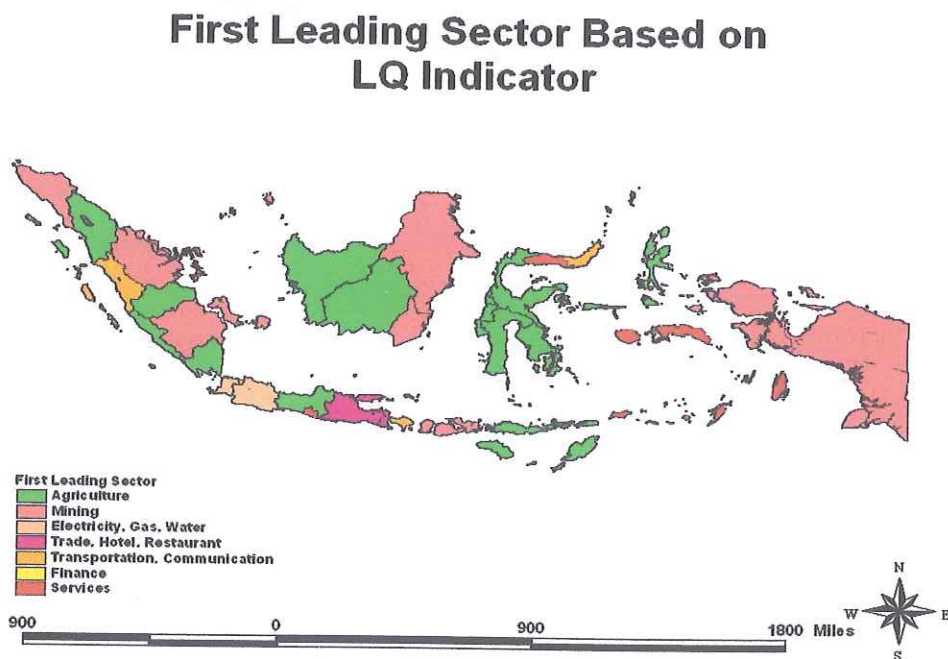 First Leading Sector Based on
LQ Indicator
First Leading Sector
Agriculture
Mining
Electricity, Gas, Water
Trade, Hotel, Restaurant
Transportation, Communication
Finance
Services
N
W E
S
900 0 900 1800 Miles